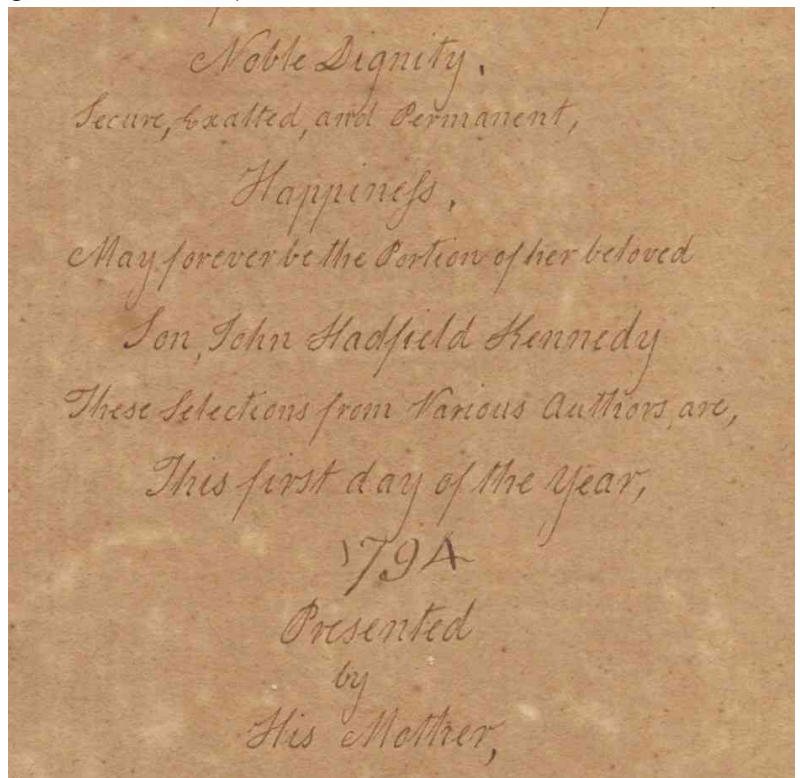 Noble Dignity.
Secure, Exalted, and Permanent,
Happineſs,
May forever be the Portion of her beloved
Son, John Hadfield Kennedy
These Selections from Various Authors, are,
This first day of the Year,
1794
Presented
by
His Mother,